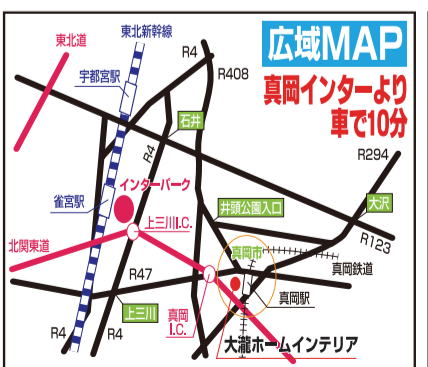 東北新幹線
東北道
広域MAP
R4
宇都宮駅
R408
真岡インターより
車で10分
石井
R4
R294
インターパーク
雀宮駅
井頭公園入口
大沢
上三川I.C.
北関東道
真岡市
R123
真岡鉄道
R47
上三川
真岡
I.C.
真岡駅
R4
R4
大瀧ホームインテリア